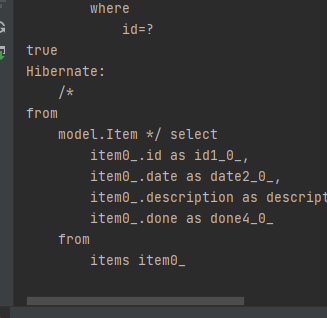 where
id=?
true
Hibernate:
/*
from
model.Item */ select
item0_.id as id1_0_,
item0_.date as date2_0_,
item0_.description as descript
item0_.done as done4_0_
from
items item0_